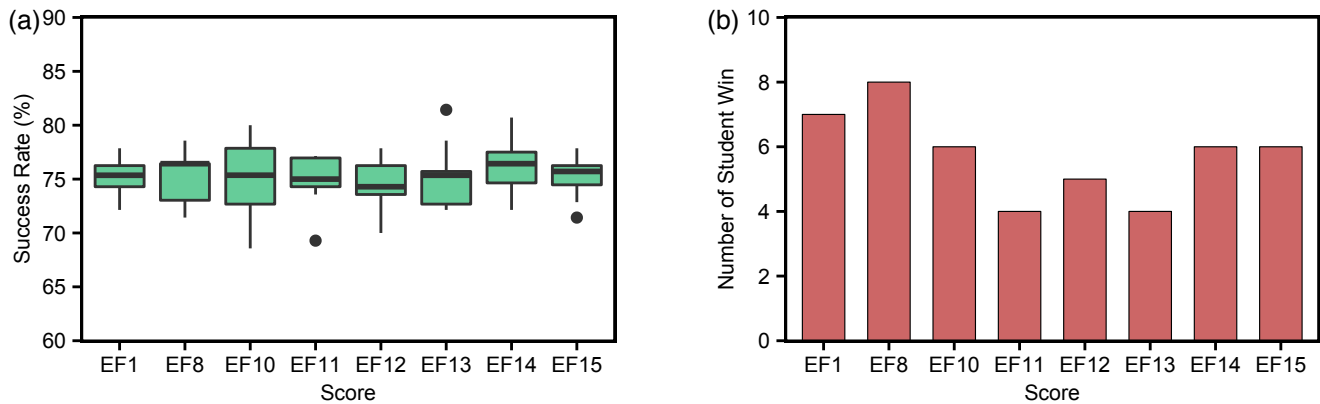 (a)
Success Rate (%)
90
85
80
75
70
65
60
EF1 EF8 EF10 EF11 EF12 EF13 EF14 EF15
Score
(b)
Number of Student Win
10
8
6
4
2
0
EF1 EF8 EF10 EF11 EF12 EF13 EF14 EF15
Score